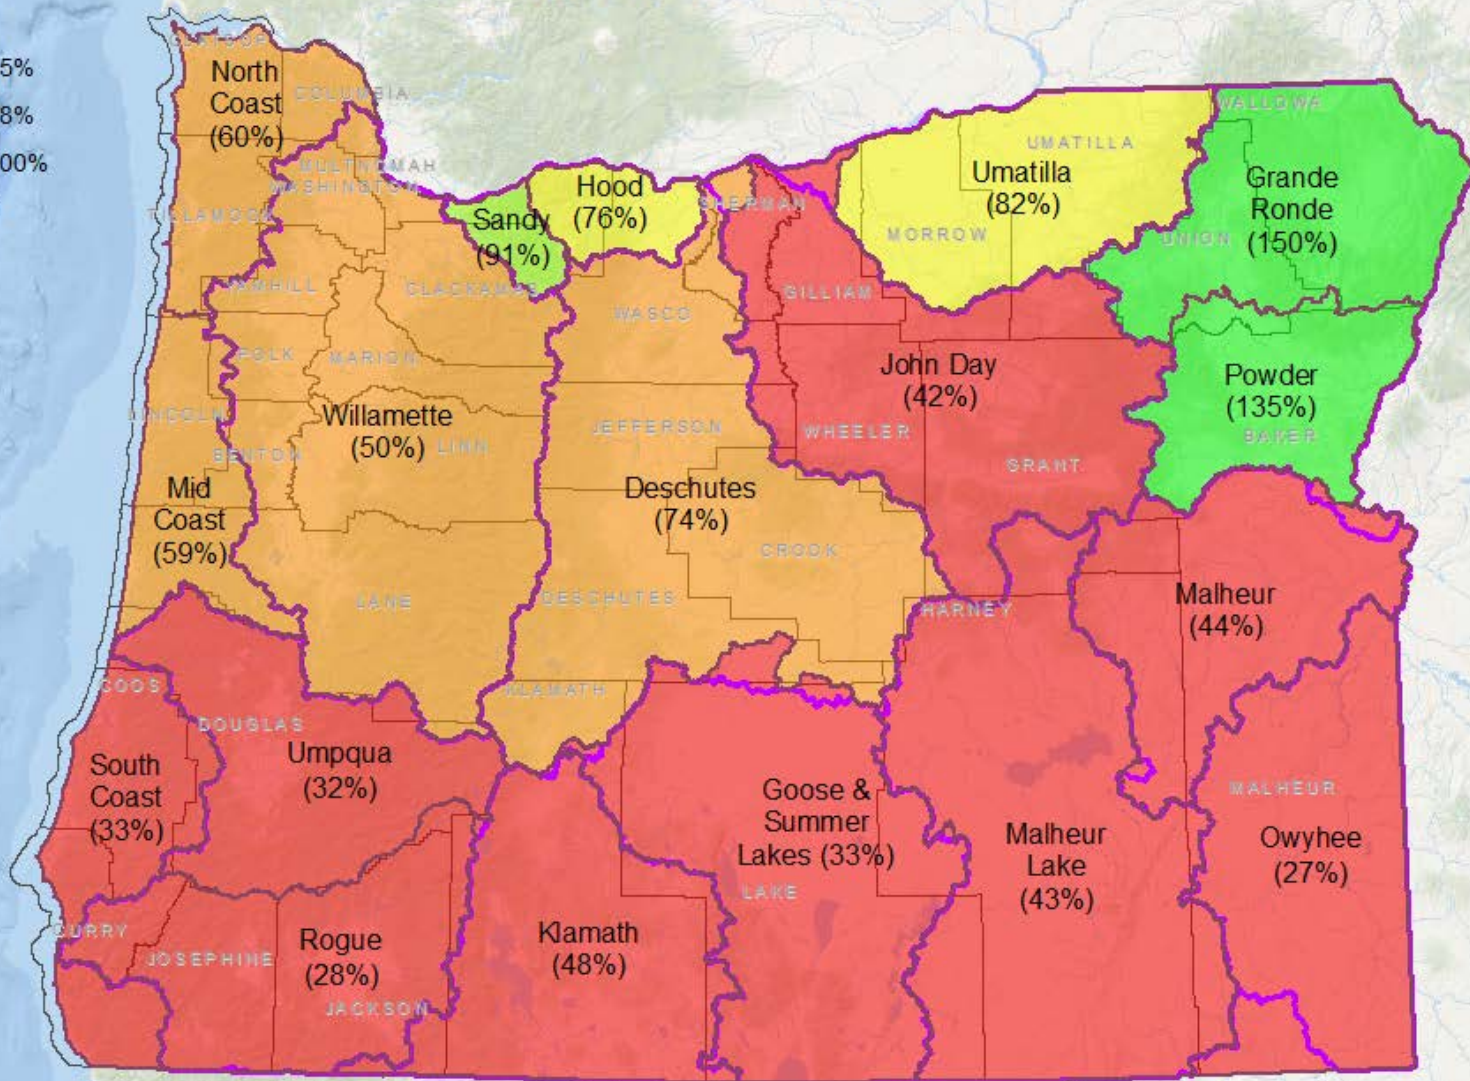 5%
8%
00%
CLATSOP
North
Coast
(60%)
COLUMBIA
MULTNOMAH
WASHINGTON
TILLAMOOK
YAMHILL
CLACKAMAS
Sandy
(91%)
Hood
(76%)
SHERMAN
WASCO
GILLIAM
MORROW
UMATILLA
Umatilla
(82%)
WALLOWA
UNION
Grande
Ronde
(150%)
POLK
MARION
LINCOLN
BENTON
Willamette
(50%)
LINN
JEFFERSON
WHEELER
John Day
(42%)
GRANT
Powder
(135%)
BAKER
Mid
Coast
(59%)
Deschutes
(74%)
CROOK
LANE
DESCHUTES
HARNEY
Malheur
(44%)
COOS
DOUGLAS
KLAMATH
South
Coast
(33%)
Umpqua
(32%)
Goose &
Summer
Lakes (33%)
LAKE
Malheur
Lake
(43%)
MALHEUR
Owyhee
(27%)
CURRY
JOSEPHINE
Rogue
(28%)
JACKSON
Klamath
(48%)